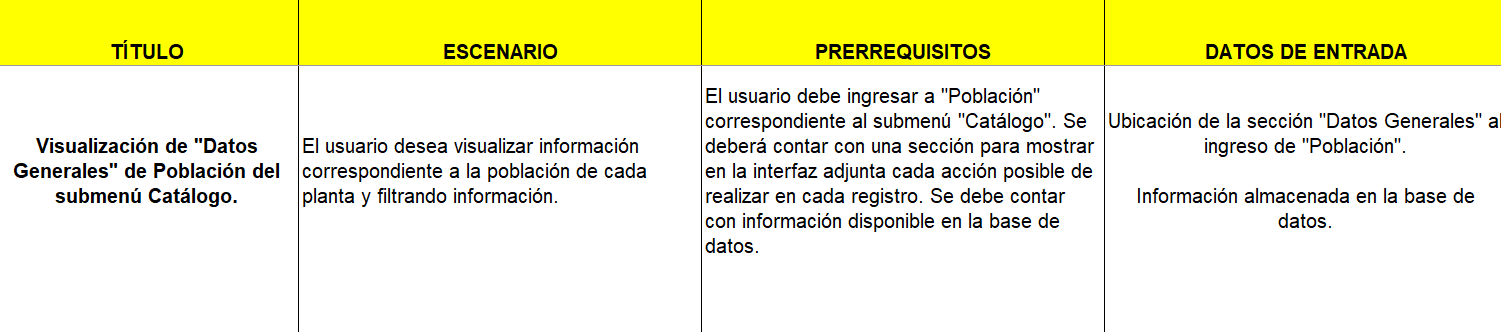 TÍTULO
ESCENARIO
PRERREQUISITOS
DATOS DE ENTRADA
Visualización de "Datos
Generales" de Población del
submenú Catálogo.
El usuario desea visualizar información
correspondiente a la población de cada
planta y filtrando información.
El usuario debe ingresar a "Población"
correspondiente al submenú "Catálogo". Se
deberá contar con una sección para mostrar
en la interfaz adjunta cada acción posible de
realizar en cada registro. Se debe contar
con información disponible en la base de
datos.
Ubicación de la sección "Datos Generales" al
ingreso de "Población".
Información almacenada en la base de
datos.